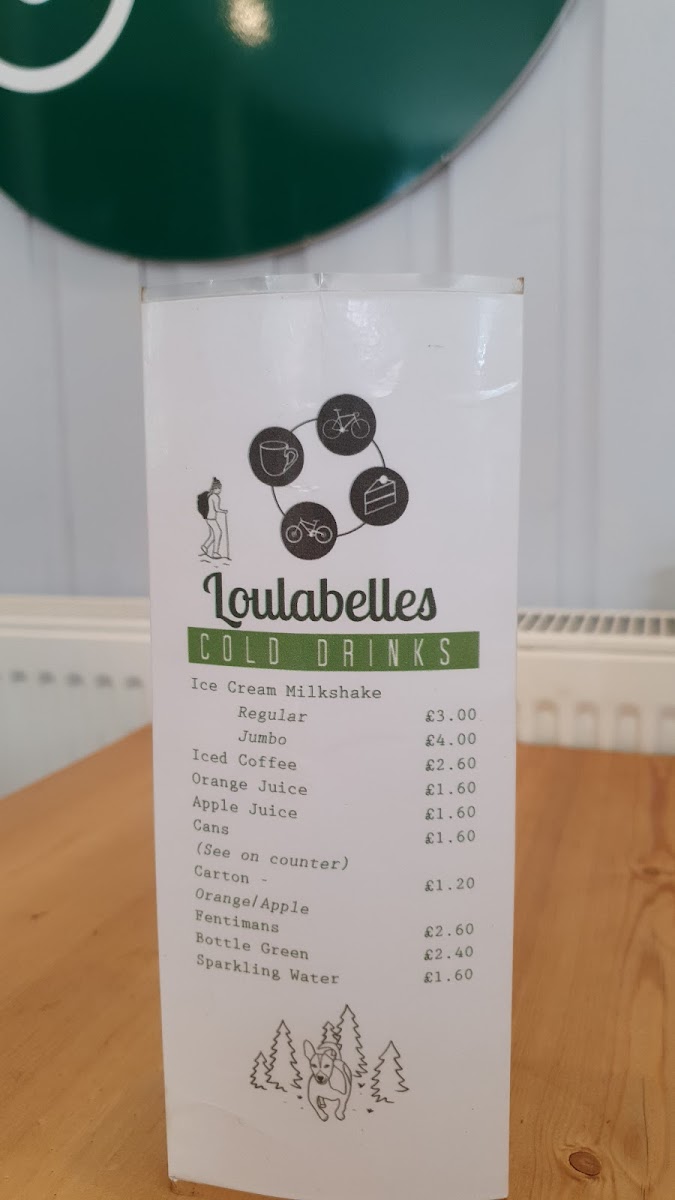 Loulabelles
COLD DRINKS
Ice Cream Milkshake
Regular £3.00
Jumbo £4.00
Iced Coffee £2.60
Orange Juice £1.60
Apple Juice £1.60
Cans £1.60
(See on counter)
Carton - £1.20
Orange/Apple
Fentimans £2.60
Bottle Green £2.40
Sparkling Water £1.60